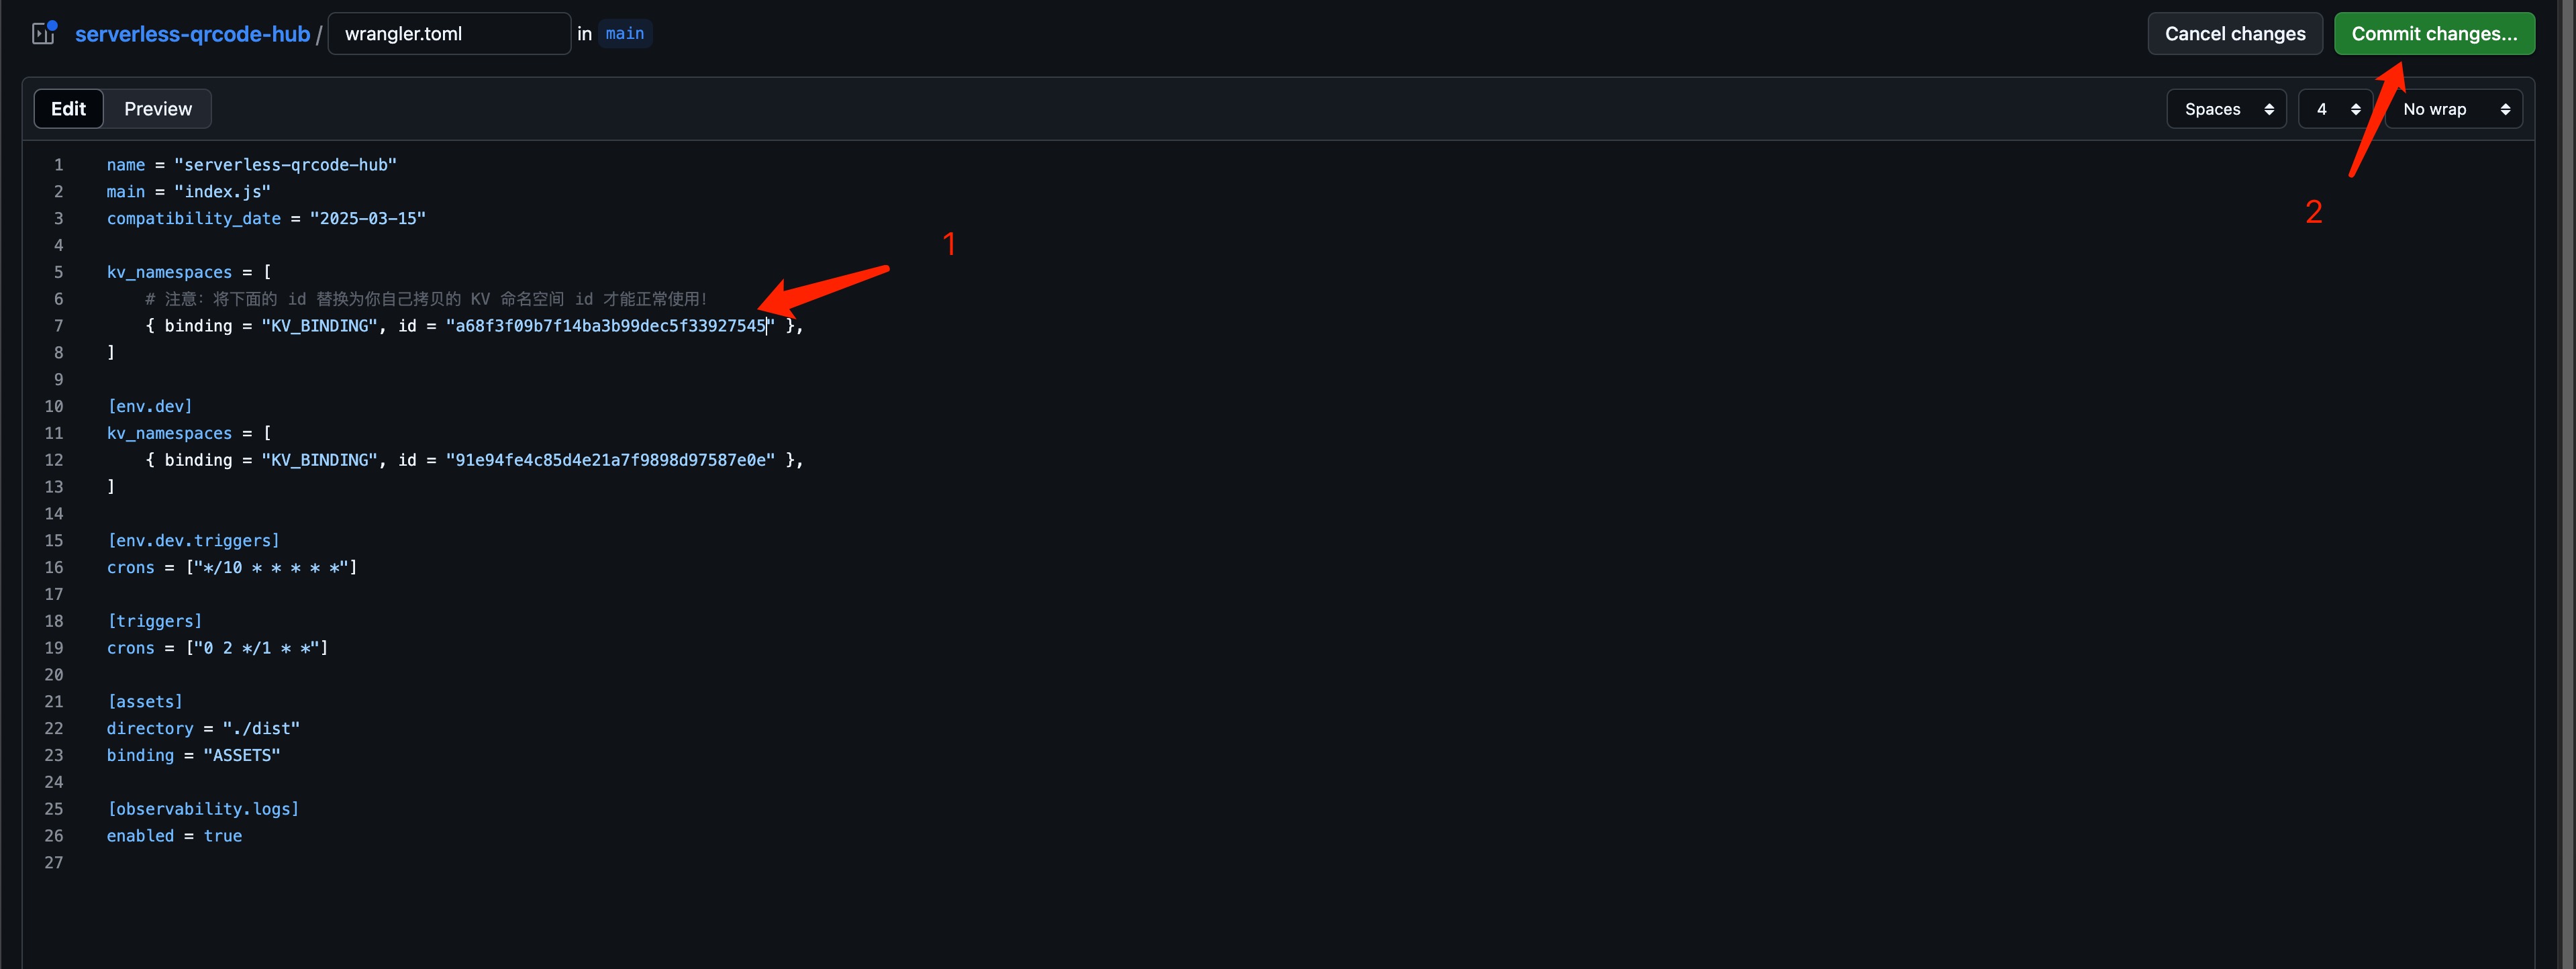 serverless-qrcode-hub / wrangler.toml in main Cancel changes Commit changes...
Edit Preview Spaces 4 No wrap
2
1 name = "serverless-qrcode-hub"
2 main = "index.js"
3 compatibility_date = "2025-03-15"
4
1
5 kv_namespaces = [
6 # 注意：将下面的 id 替换为你自己拷贝的 KV 命名空间 id 才能正常使用！
7 { binding = "KV_BINDING", id = "a68f3f09b7f14ba3b99dec5f33927545" },
8 ]
9
10 [env.dev]
11 kv_namespaces = [
12 { binding = "KV_BINDING", id = "91e94fe4c85d4e21a7f9898d97587e0e" },
13 ]
14
15 [env.dev.triggers]
16 crons = ["*/10 * * * * *"]
17
18 [triggers]
19 crons = ["0 2 */1 * *"]
20
21 [assets]
22 directory = "./dist"
23 binding = "ASSETS"
24
25 [observability.logs]
26 enabled = true
27